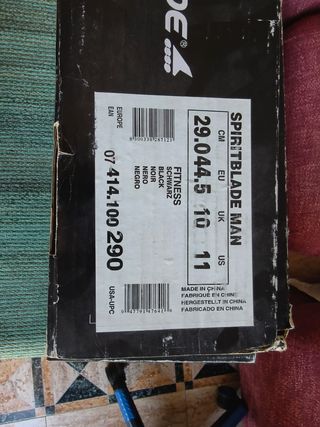 DE®
SPIRITBLADE MAN
CM EU UK US
29.0 44,5 10 11
MADE IN CHINA
FABRIQUÉ EN CHINE
HERGESTELLT IN CHINA
FABRICADO EN CHINA
FITNESS
SCHWARZ
BLACK
NOIR
NERO
NEGRO
EUROPE
EAN
07 414.100 290
USA-UPC